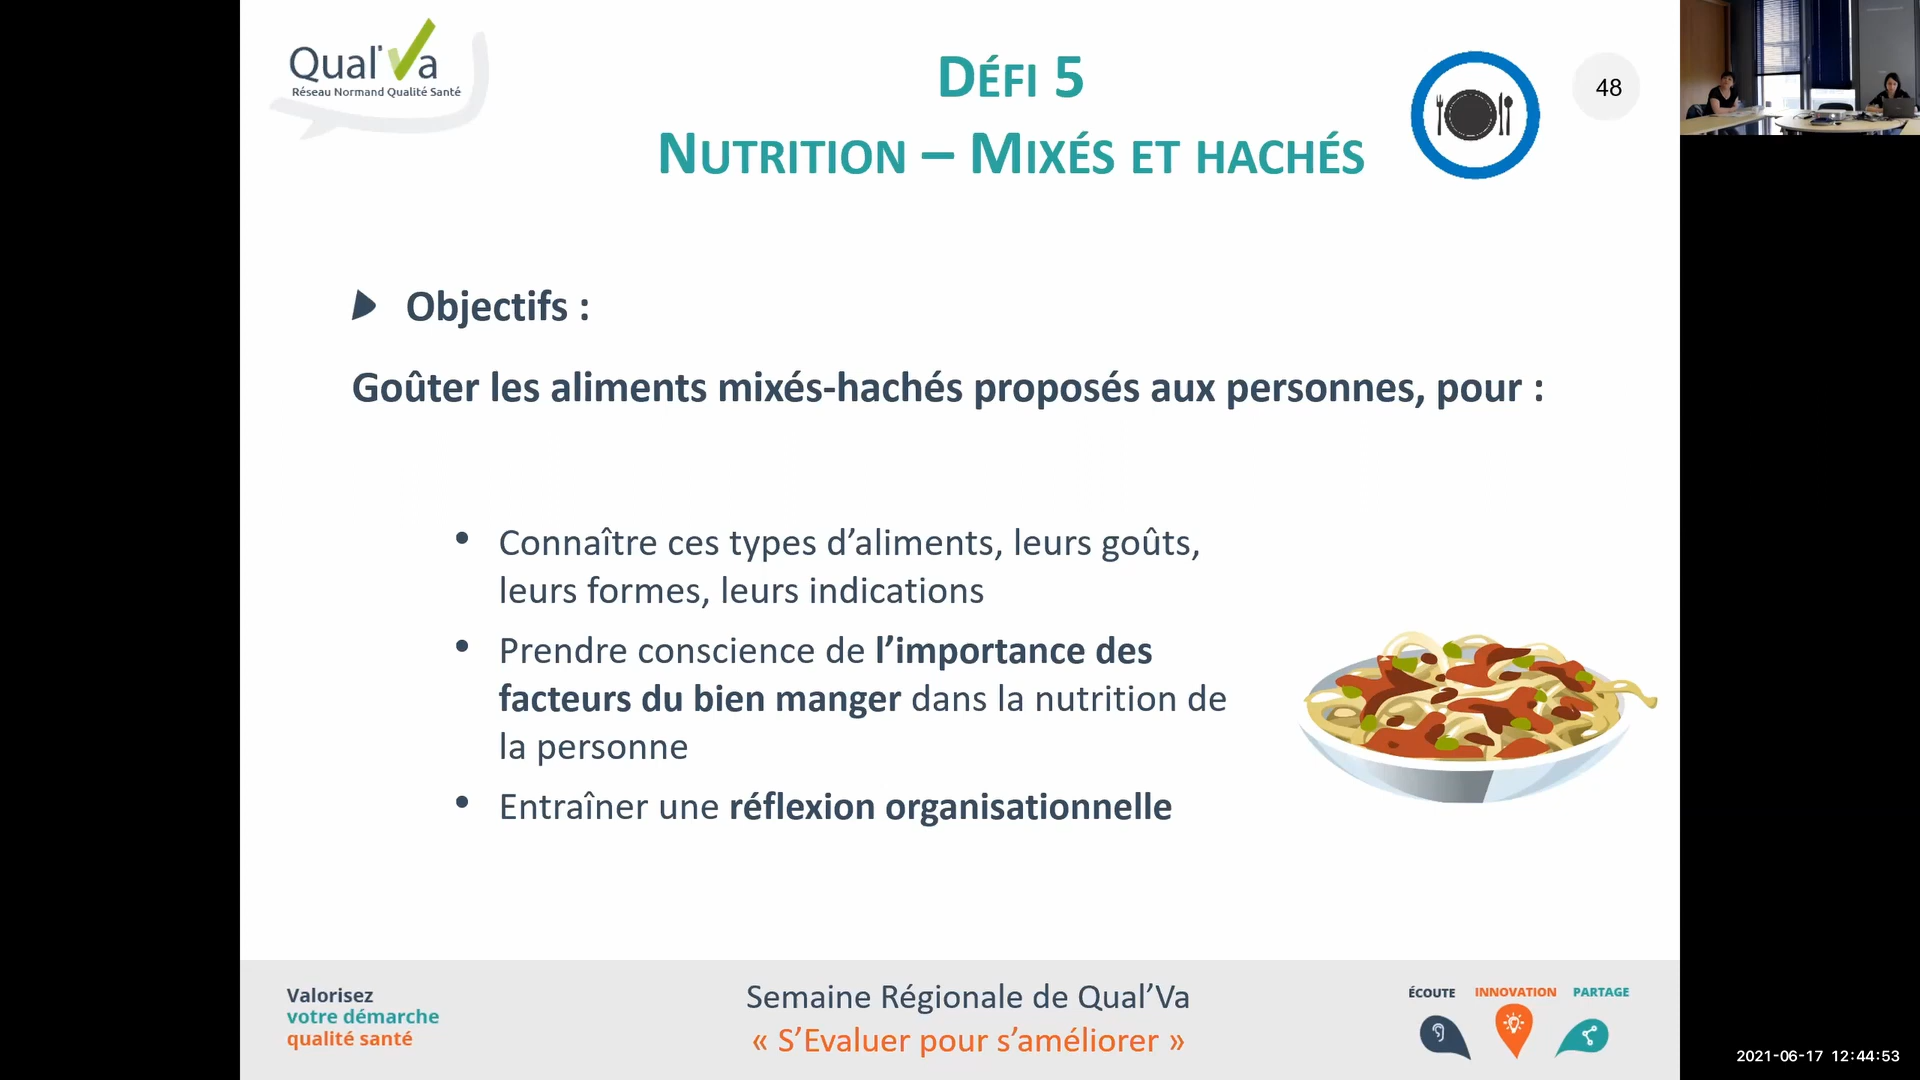 Qual'Va
Réseau Normand Qualité Santé
DÉFI 5
NUTRITION – MIXÉS ET HACHÉS
48
Objectifs :
Goûter les aliments mixés-hachés proposés aux personnes, pour :
• Connaître ces types d’aliments, leurs goûts,
leurs formes, leurs indications
• Prendre conscience de l’importance des
facteurs du bien manger dans la nutrition de
la personne
• Entraîner une réflexion organisationnelle
Valorisez
votre démarche
qualité santé
Semaine Régionale de Qual’Va
« S’Evaluer pour s’améliorer »
ÉCOUTE INNOVATION PARTAGE
2021-06-17 12:44:53